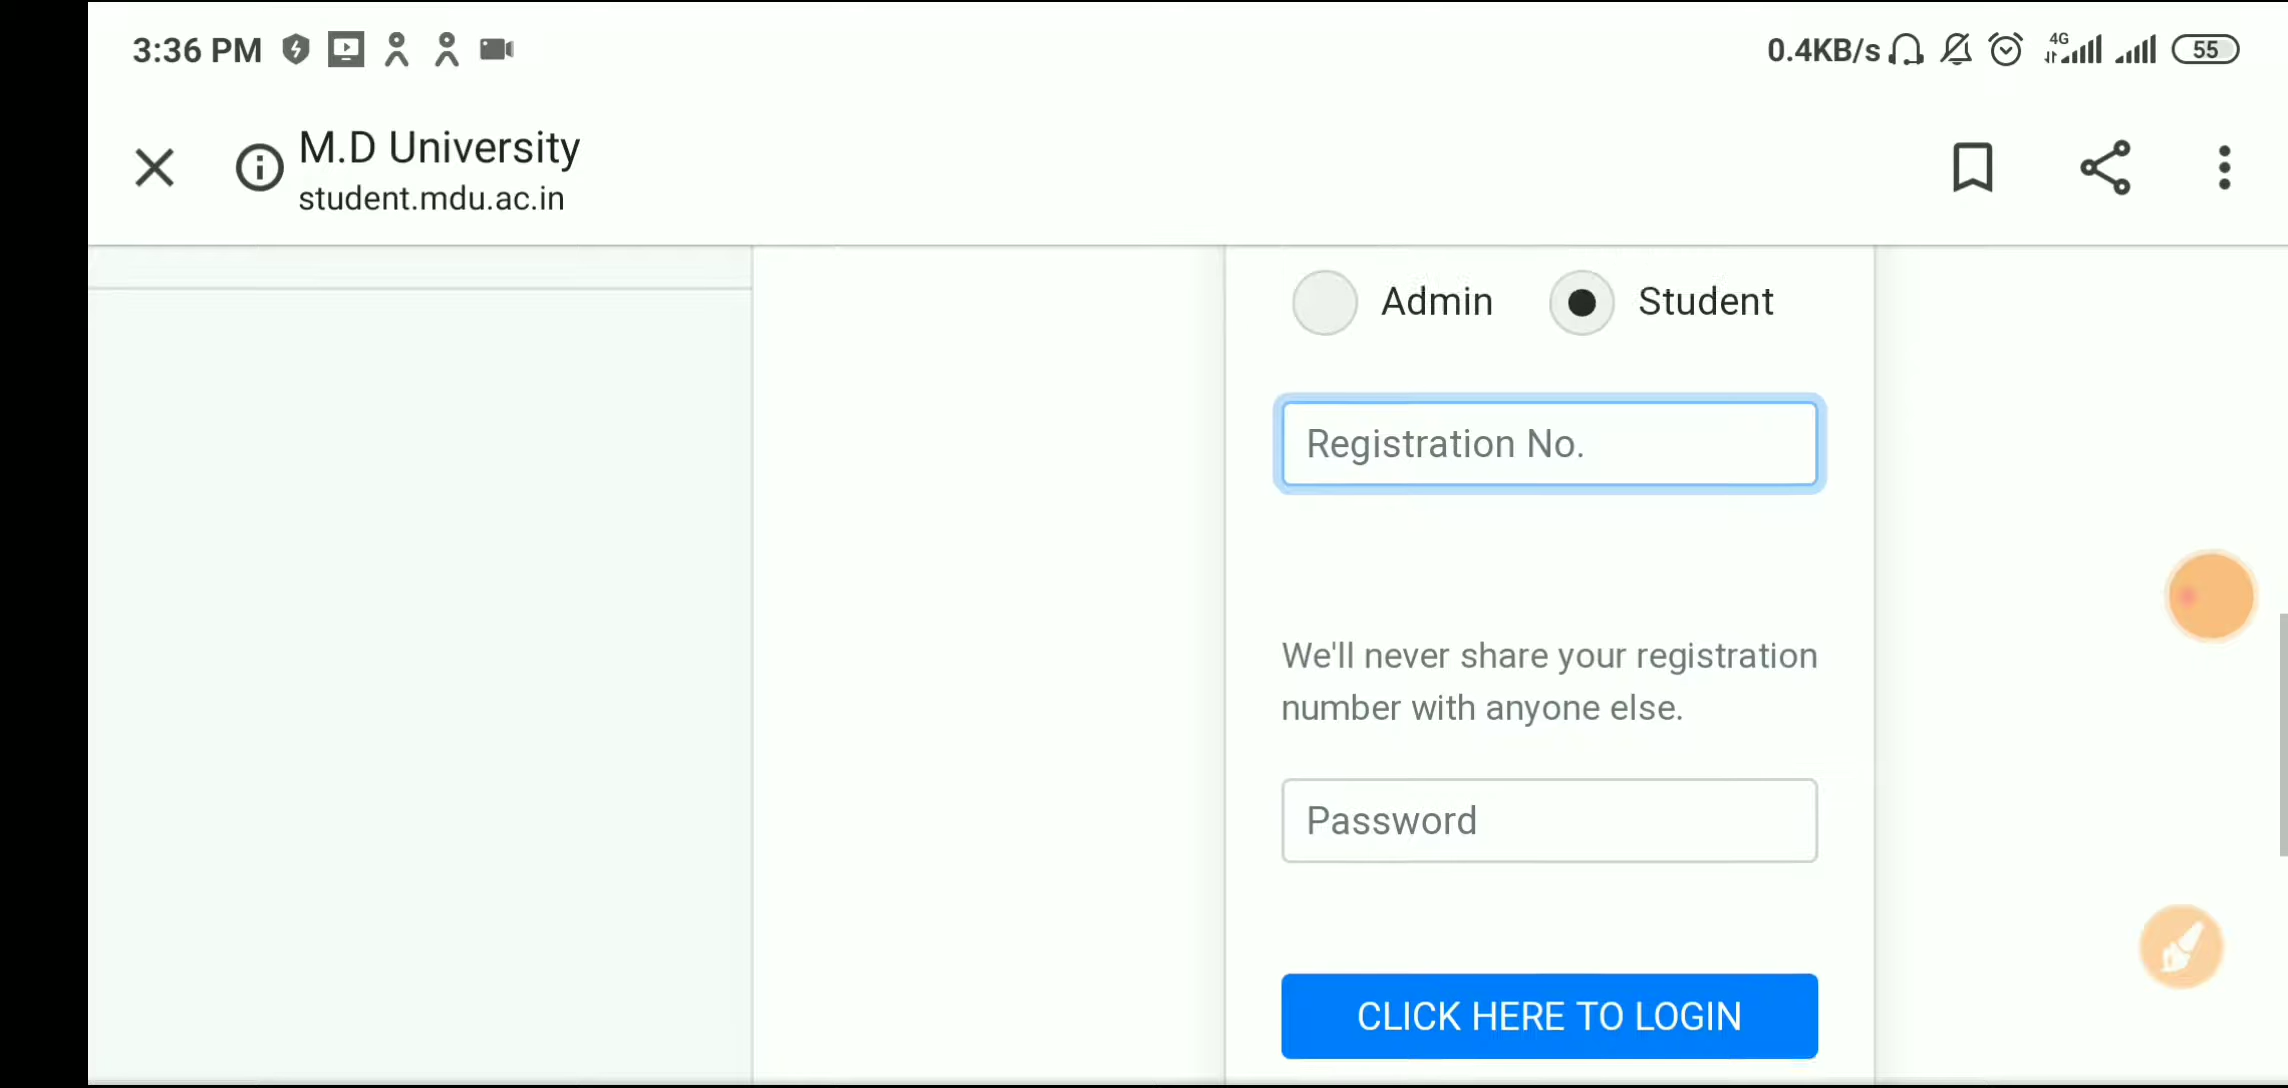 3:36 PM
0.4KB/s
4G
55
M.D University
student.mdu.ac.in
Admin
Student
Registration No.
We'll never share your registration
number with anyone else.
Password
CLICK HERE TO LOGIN